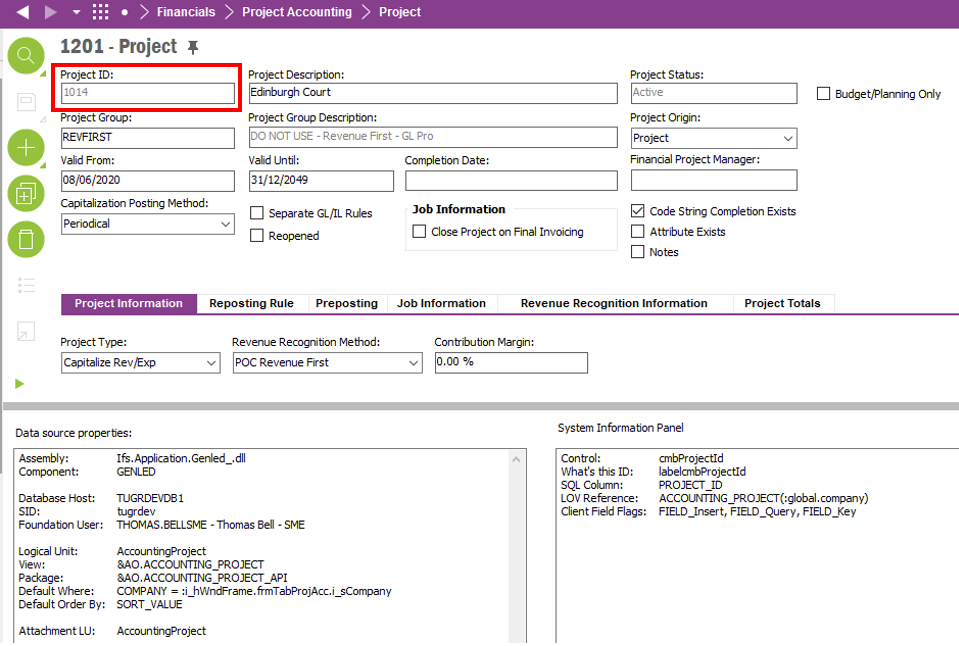 Financials Project Accounting Project
1201 - Project
Project ID: Project Description: Project Status:
1014 Edinburgh Court Active Budget/Planning Only
Project Group: Project Group Description: Project Origin:
REVFIRST DO NOT USE - Revenue First - GL Pro Project
Valid From: Valid Until: Completion Date: Financial Project Manager:
08/06/2020 31/12/2049
Capitalization Posting Method:
Periodical
Separate GL/IL Rules
Reopened
Job Information
Close Project on Final Invoicing
Code String Completion Exists
Attribute Exists
Notes
Project Information Reposting Rule Preposting Job Information Revenue Recognition Information Project Totals
Project Type: Revenue Recognition Method: Contribution Margin:
Capitalize Rev/Exp POC Revenue First 0.00 %
Data source properties:
Assembly: Ifs.Application.Genled_.dll
Component: GENLED
Database Host: TUGRDEVDB1
SID: tugrdev
Foundation User: THOMAS.BELLSME - Thomas Bell - SME
Logical Unit: AccountingProject
View: &AO.ACCOUNTING_PROJECT
Package: &AO.ACCOUNTING_PROJECT_API
Default Where: COMPANY = :i_hWndFrame.frmTabProjAcc.i_sCompany
Default Order By: SORT_VALUE
Attachment LU: AccountingProject
System Information Panel
Control: cmbProjectId
What's this ID: labelcmbProjectId
SQL Column: PROJECT_ID
LOV Reference: ACCOUNTING_PROJECT(:global.company)
Client Field Flags: FIELD_Insert, FIELD_Query, FIELD_Key